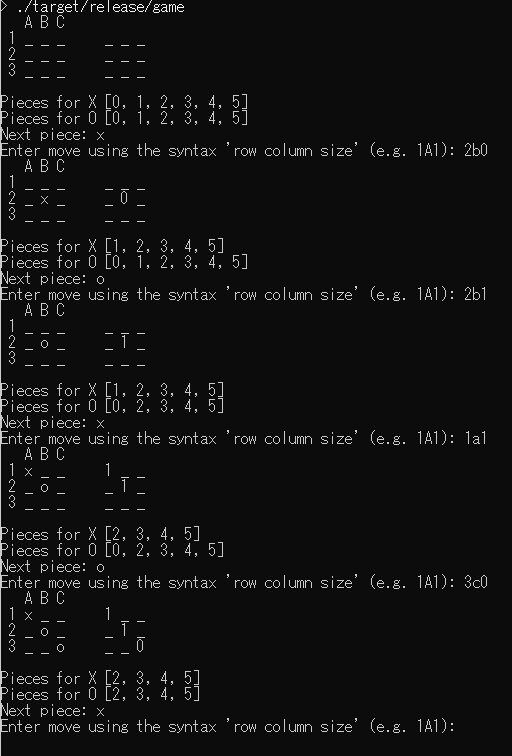 > ./target/release/game
   A B C
1 _ _ _     _ _ _
2 _ _ _     _ _ _
3 _ _ _     _ _ _

Pieces for X [0, 1, 2, 3, 4, 5]
Pieces for O [0, 1, 2, 3, 4, 5]
Next piece: x
Enter move using the syntax 'row column size' (e.g. 1A1): 2b0
   A B C
1 _ _ _     _ _ _
2 _ x _     _ 0 _
3 _ _ _     _ _ _

Pieces for X [1, 2, 3, 4, 5]
Pieces for O [0, 1, 2, 3, 4, 5]
Next piece: o
Enter move using the syntax 'row column size' (e.g. 1A1): 2b1
   A B C
1 _ _ _     _ _ _
2 _ o _     _ 1 _
3 _ _ _     _ _ _

Pieces for X [1, 2, 3, 4, 5]
Pieces for O [0, 2, 3, 4, 5]
Next piece: x
Enter move using the syntax 'row column size' (e.g. 1A1): 1a1
   A B C
1 x _ _     1 _ _
2 _ o _     _ 1 _
3 _ _ _     _ _ _

Pieces for X [2, 3, 4, 5]
Pieces for O [0, 2, 3, 4, 5]
Next piece: o
Enter move using the syntax 'row column size' (e.g. 1A1): 3c0
   A B C
1 x _ _     1 _ _
2 _ o _     _ 1 _
3 _ _ o     _ _ 0

Pieces for X [2, 3, 4, 5]
Pieces for O [2, 3, 4, 5]
Next piece: x
Enter move using the syntax 'row column size' (e.g. 1A1):